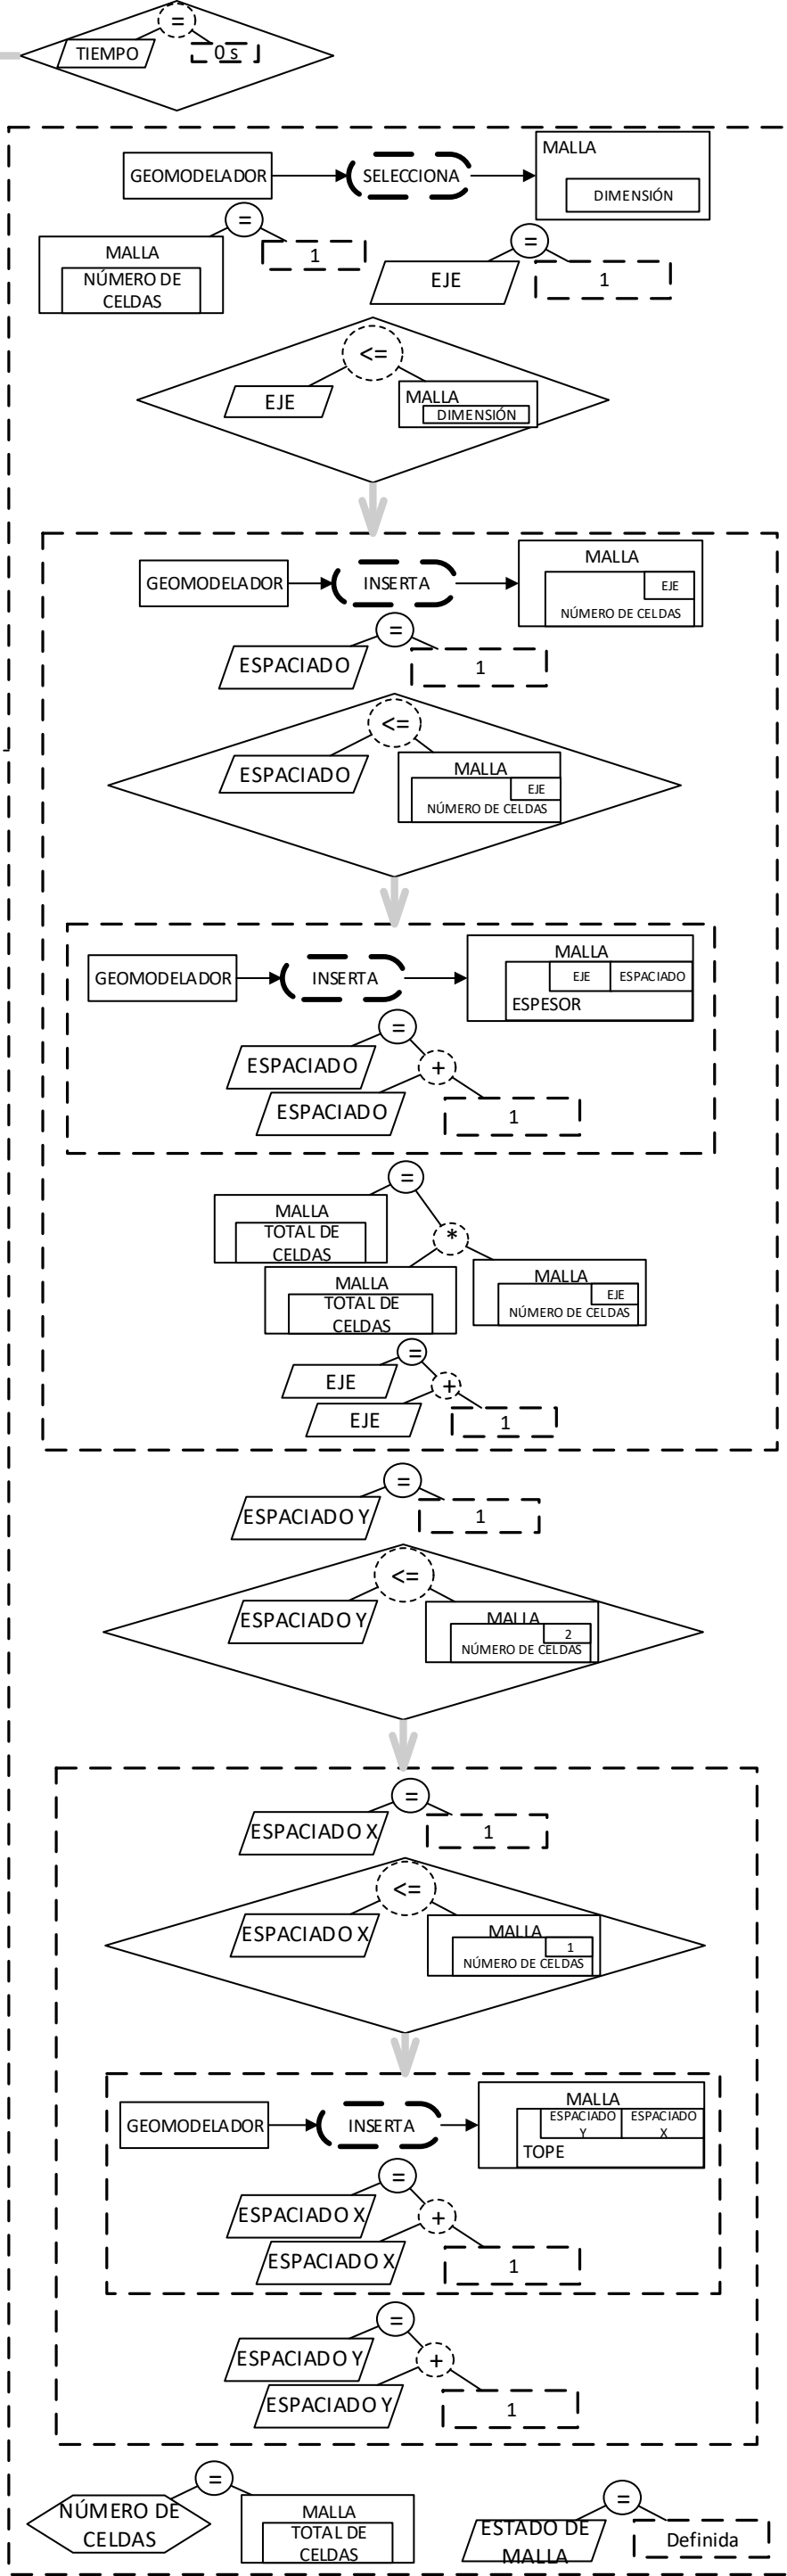 =
TIEMPO
0 s
GEOMODELADOR
SELECCIONA
MALLA
DIMENSIÓN
=
MALLA
NÚMERO DE
CELDAS
1
=
EJE
1
<=
EJE
MALLA
DIMENSIÓN
GEOMODELADOR
INSERTA
MALLA
EJE
NÚMERO DE CELDAS
=
ESPACIADO
1
<=
ESPACIADO
MALLA
EJE
NÚMERO DE CELDAS
GEOMODELADOR
INSERTA
MALLA
EJE
ESPACIADO
ESPESOR
=
ESPACIADO
+
ESPACIADO
1
=
MALLA
TOTAL DE
CELDAS
*
MALLA
TOTAL DE
CELDAS
MALLA
EJE
NÚMERO DE CELDAS
=
EJE
+
EJE
1
=
ESPACIADO Y
1
<=
ESPACIADO Y
MALLA
2
NÚMERO DE CELDAS
=
ESPACIADO X
1
<=
ESPACIADO X
MALLA
1
NÚMERO DE CELDAS
GEOMODELADOR
INSERTA
MALLA
ESPACIADO
Y
ESPACIADO
X
TOPE
=
ESPACIADO X
+
ESPACIADO X
1
=
ESPACIADO Y
+
ESPACIADO Y
1
=
NÚMERO DE
CELDAS
MALLA
TOTAL DE
CELDAS
=
ESTADO DE
MALLA
Definida